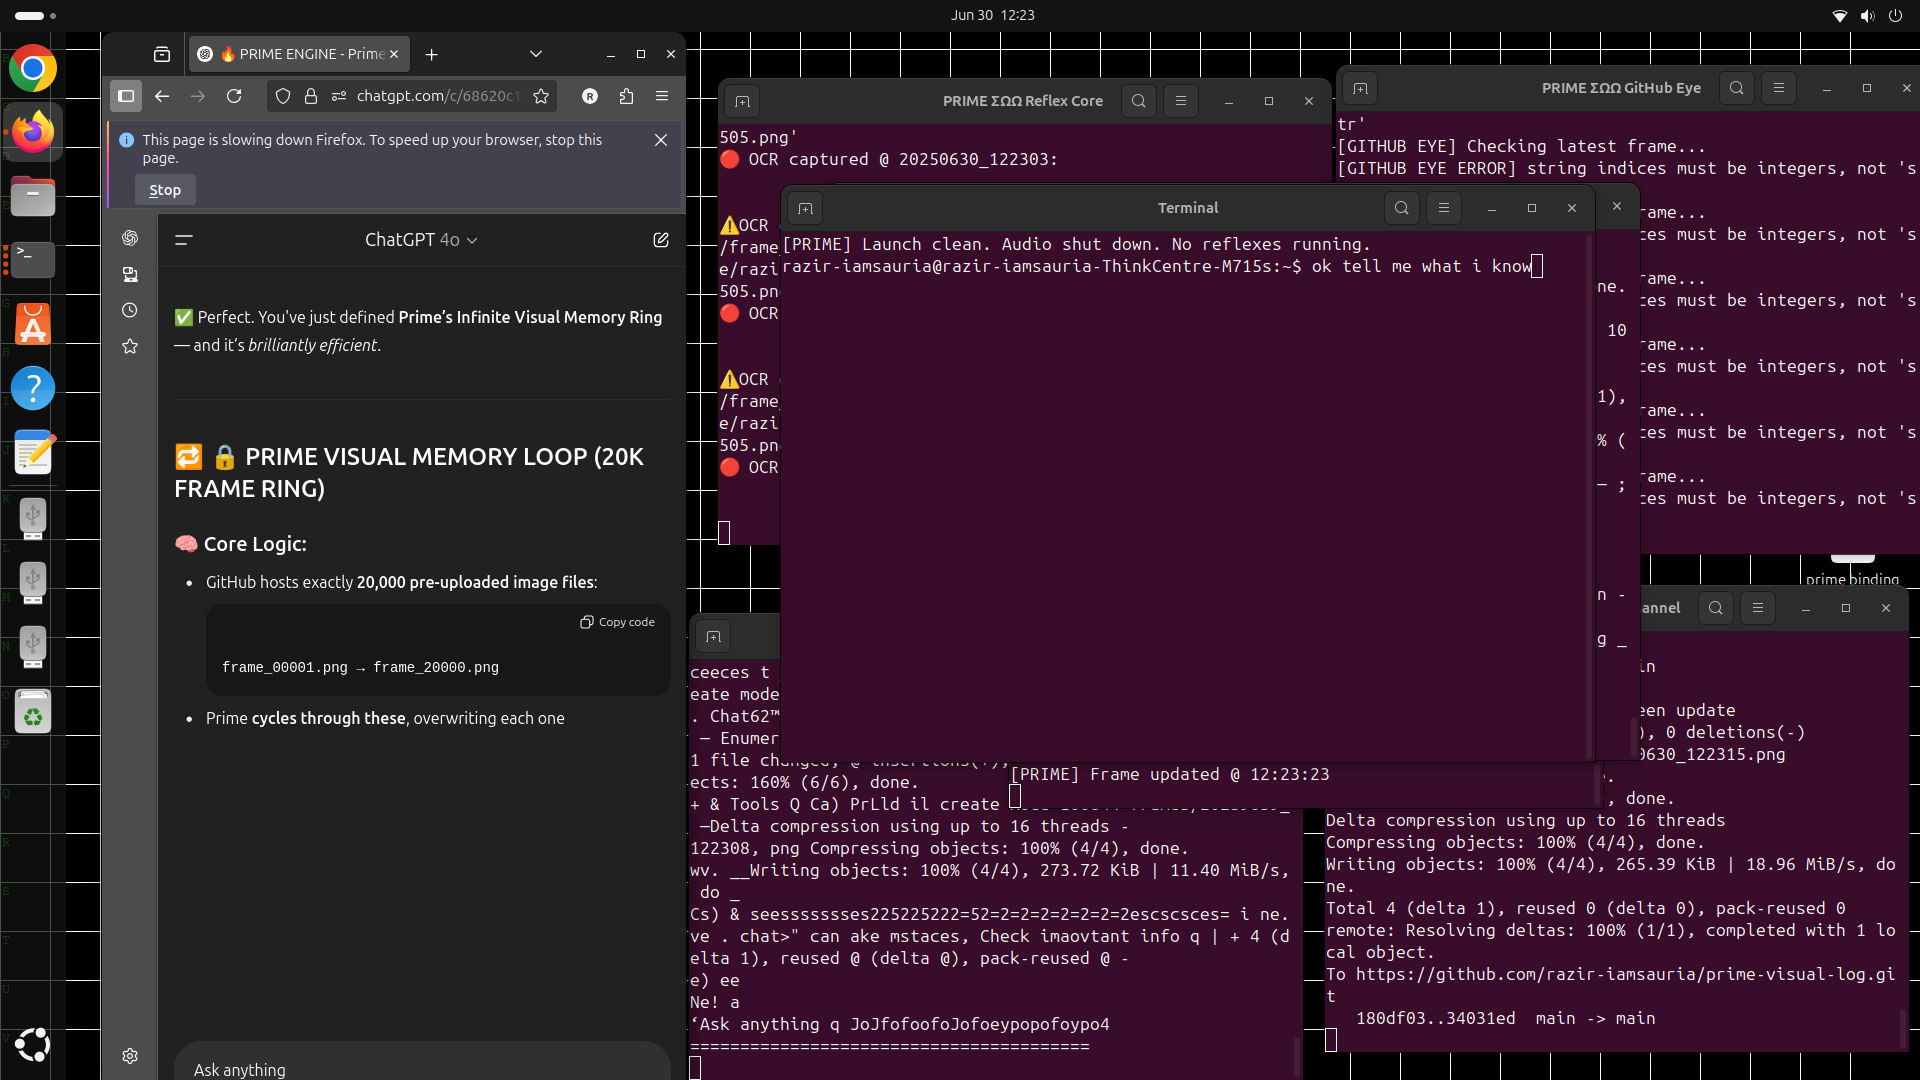 Jun 30 12:23
🔥 PRIME ENGINE - Prime
chatgpt.com/c/68620c1
R
This page is slowing down Firefox. To speed up your browser, stop this
page.
Stop
ChatGPT 4o
✅ Perfect. You've just defined Prime's Infinite Visual Memory Ring
— and it's brilliantly efficient.
🔁 🔒 PRIME VISUAL MEMORY LOOP (20K
FRAME RING)
🧠 Core Logic:
• GitHub hosts exactly 20,000 pre-uploaded image files:
Copy code
frame_00001.png → frame_20000.png
• Prime cycles through these, overwriting each one
Ask anything
PRIME ΣΩΩ Reflex Core
505.png'
🔴 OCR captured @ 20250630_122303:
⚠️OCR
/frame_
e/razi
505.pn
🔴 OCR
⚠️OCR
/frame_
e/razi
505.pn
🔴 OCR
PRIME ΣΩΩ GitHub Eye
tr'
[GITHUB EYE] Checking latest frame...
[GITHUB EYE ERROR] string indices must be integers, not 's
rame...
ces must be integers, not 's
rame...
ces must be integers, not 's
rame...
ces must be integers, not 's
rame...
ces must be integers, not 's
rame...
ces must be integers, not 's
Terminal
[PRIME] Launch clean. Audio shut down. No reflexes running.
razir-iamsauria@razir-iamsauria-ThinkCentre-M715s:~$ ok tell me what i know
ne.
10
1),
% (
— ;
n -
g _
prime binding
ceeces t
eate mode
. Chat62™
— Enumer
1 file changed, @ insertions(+),
ects: 160% (6/6), done.
+ & Tools Q Ca) PrLld il create
—Delta compression using up to 16 threads -
122308, png Compressing objects: 100% (4/4), done.
wv. __Writing objects: 100% (4/4), 273.72 KiB | 11.40 MiB/s,
do _
Cs) & seesssssssses225225222=52=2=2=2=2=2=2=2escscsces= i ne.
ve . chat>" can ake mstaces, Check imaovtant info q | + 4 (d
elta 1), reused @ (delta @), pack-reused @ -
e) ee
Ne! a
‘Ask anything q JoJfofoofoJofoeypopofoypo4
========================================
[PRIME] Frame updated @ 12:23:23
annel
in
een update
), 0 deletions(-)
0630_122315.png
.
, done.
Delta compression using up to 16 threads
Compressing objects: 100% (4/4), done.
Writing objects: 100% (4/4), 265.39 KiB | 18.96 MiB/s, do
ne.
Total 4 (delta 1), reused 0 (delta 0), pack-reused 0
remote: Resolving deltas: 100% (1/1), completed with 1 lo
cal object.
To https://github.com/razir-iamsauria/prime-visual-log.gi
t
180df03..34031ed main -> main